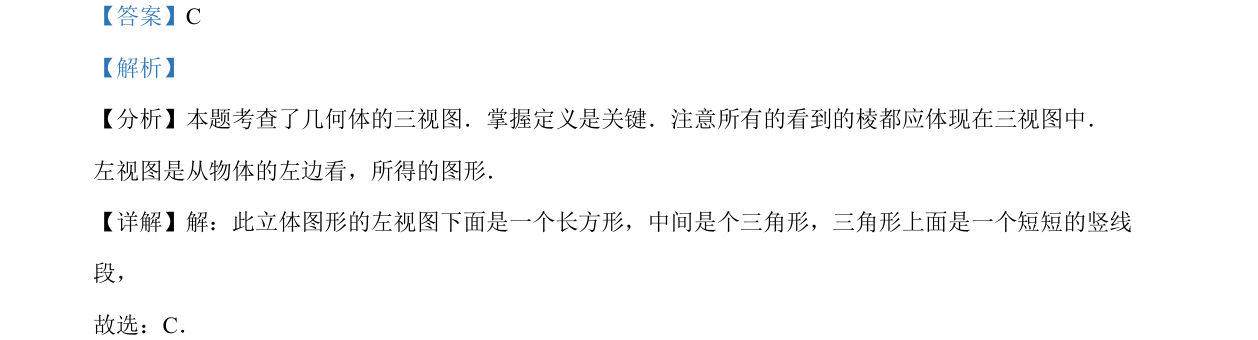 【答案】C
【解析】
【分析】本题考查了几何体的三视图．掌握定义是关键．注意所有的看到的棱都应体现在三视图中．
左视图是从物体的左边看，所得的图形．
【详解】解：此立体图形的左视图下面是一个长方形，中间是个三角形，三角形上面是一个短短的竖线
段，
故选：C．